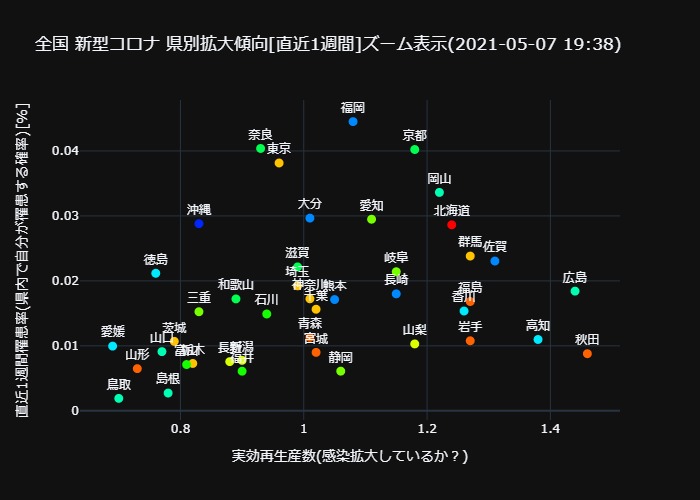 全国 新型コロナ 県別拡大傾向[直近1週間]ズーム表示(2021-05-07 19:38)
直近1週間罹患率(県内で自分が罹患する確率)[%]
福岡
奈良
京都
東京
0.04
岡山
大分
愛知
沖縄
北海道
0.03
群馬
佐賀
滋賀
徳島
岐阜
埼玉
長崎
広島
0.02
和歌山
神奈川
熊本
福島
千葉
香川
三重
石川
愛媛
茨城
青森
山梨
岩手
高知
0.01
山口
宮城
秋田
山形
富山
栃木
長野
新潟
福井
静岡
鳥取
島根
0
0.8
1
1.2
1.4
実効再生産数(感染拡大しているか？)